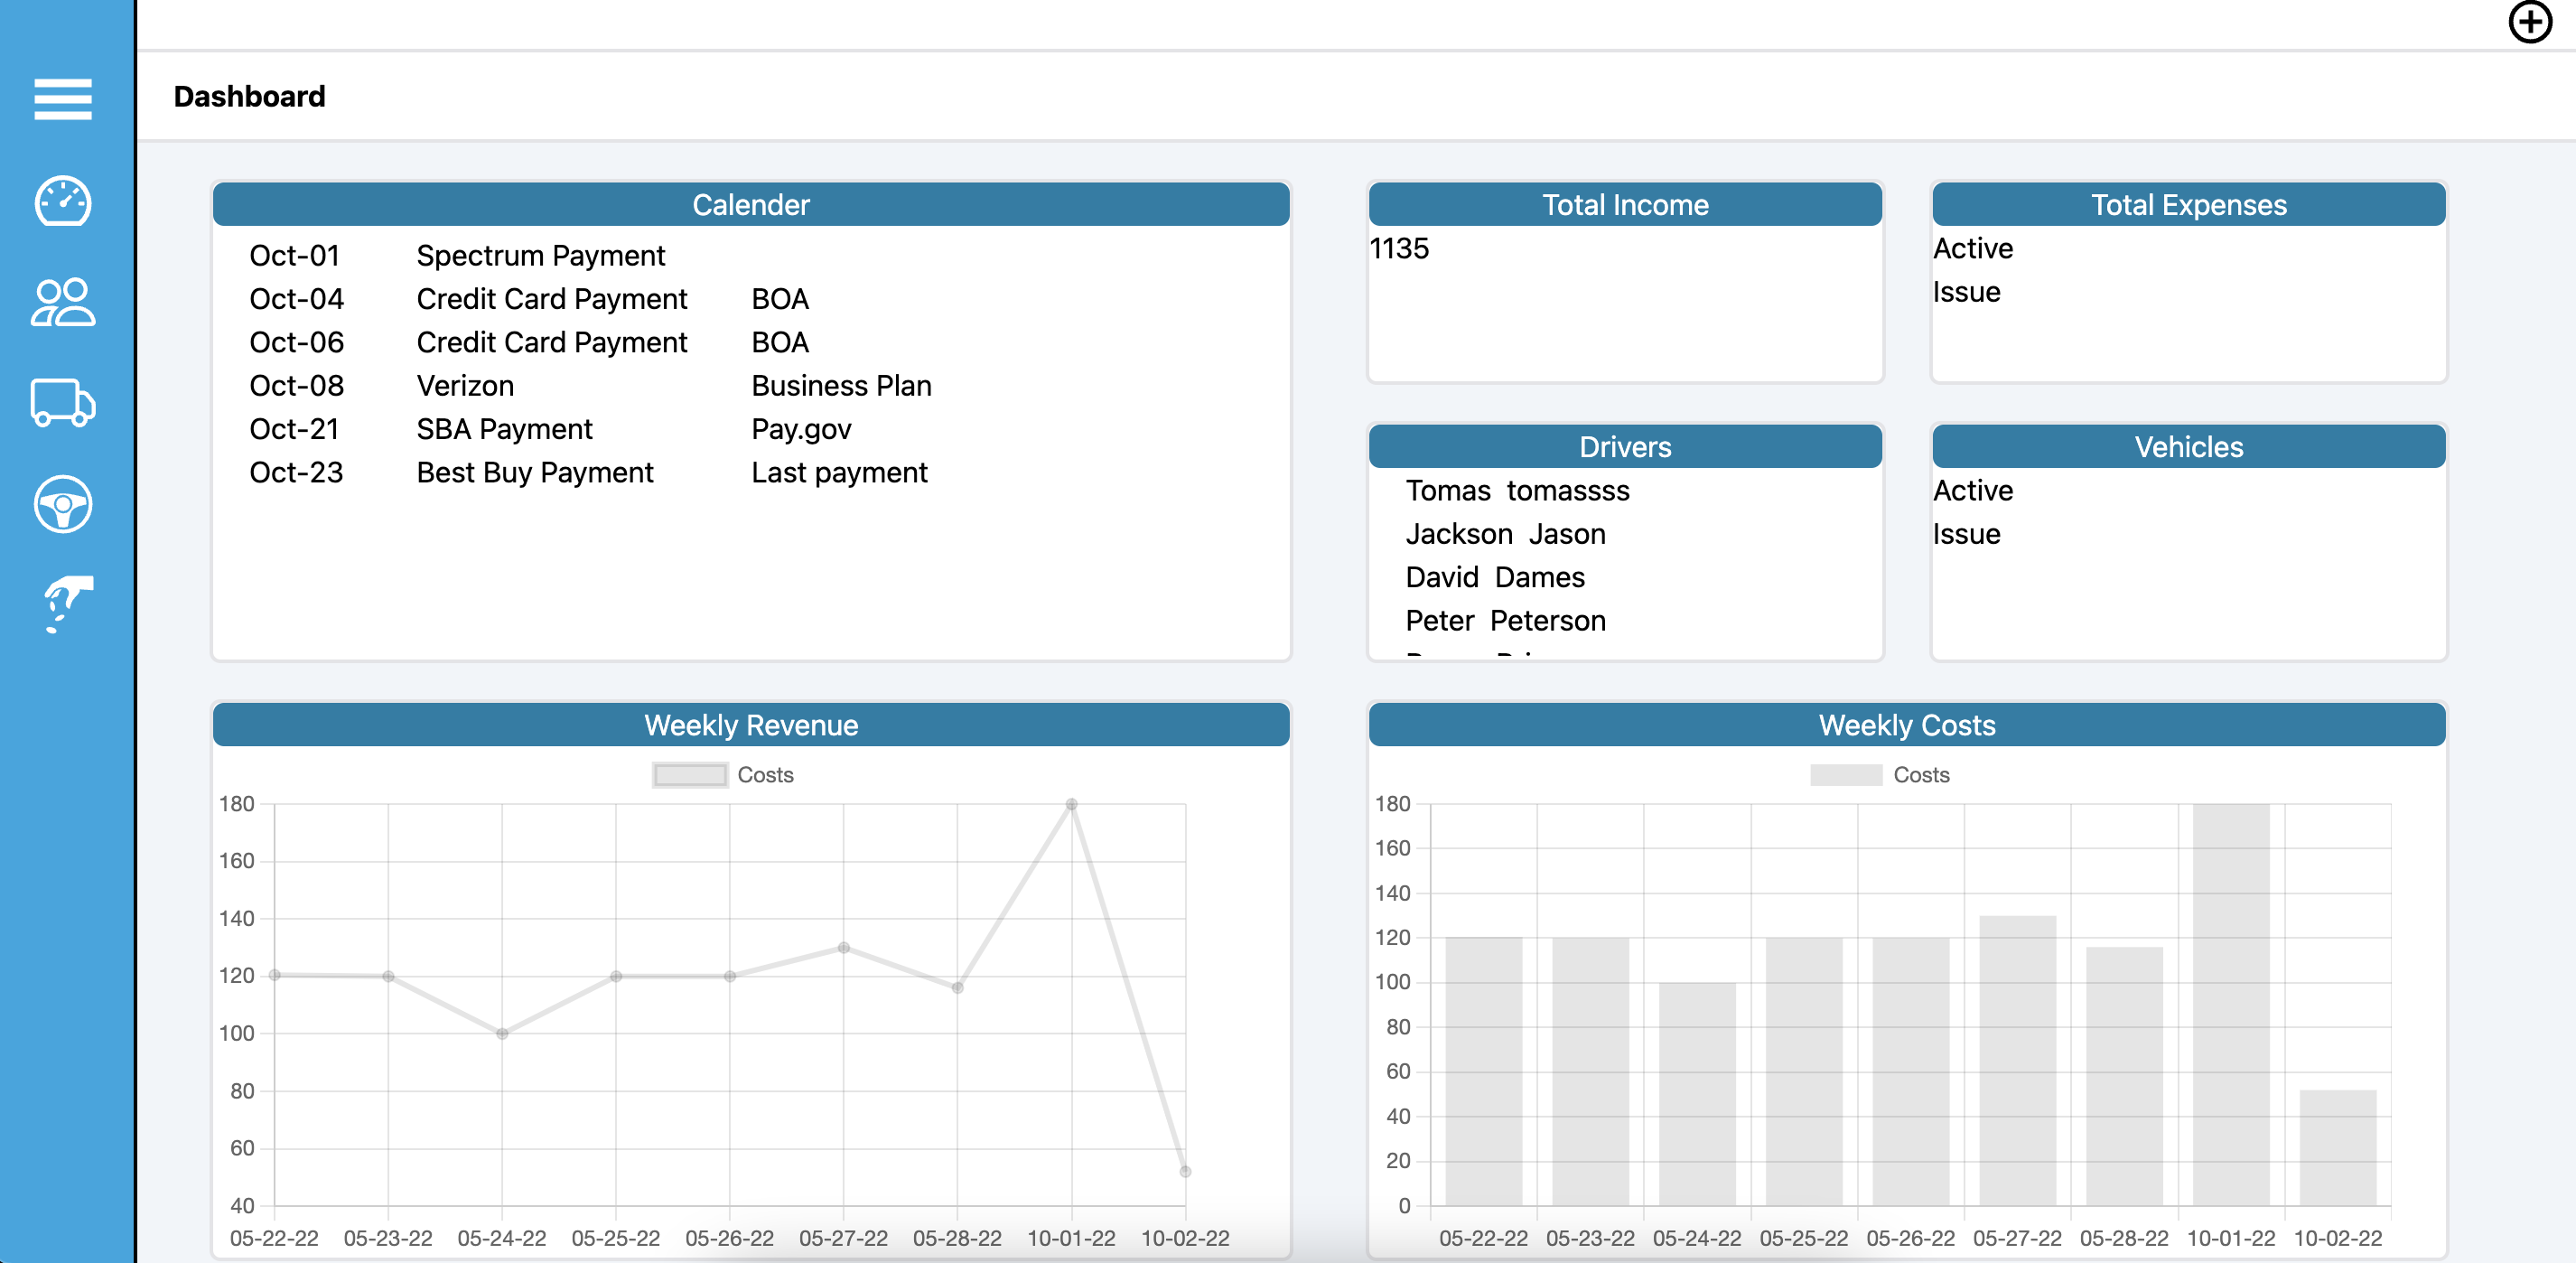 Dashboard
Calender
Oct-01 Spectrum Payment
Oct-04 Credit Card Payment BOA
Oct-06 Credit Card Payment BOA
Oct-08 Verizon Business Plan
Oct-21 SBA Payment Pay.gov
Oct-23 Best Buy Payment Last payment
Total Income
1135
Total Expenses
Active
Issue
Drivers
Tomas tomassss
Jackson Jason
David Dames
Peter Peterson
Vehicles
Active
Issue
Weekly Revenue
Costs
180
160
140
120
100
80
60
40
05-22-22 05-23-22 05-24-22 05-25-22 05-26-22 05-27-22 05-28-22 10-01-22 10-02-22
Weekly Costs
Costs
180
160
140
120
100
80
60
40
20
0
05-22-22 05-23-22 05-24-22 05-25-22 05-26-22 05-27-22 05-28-22 10-01-22 10-02-22